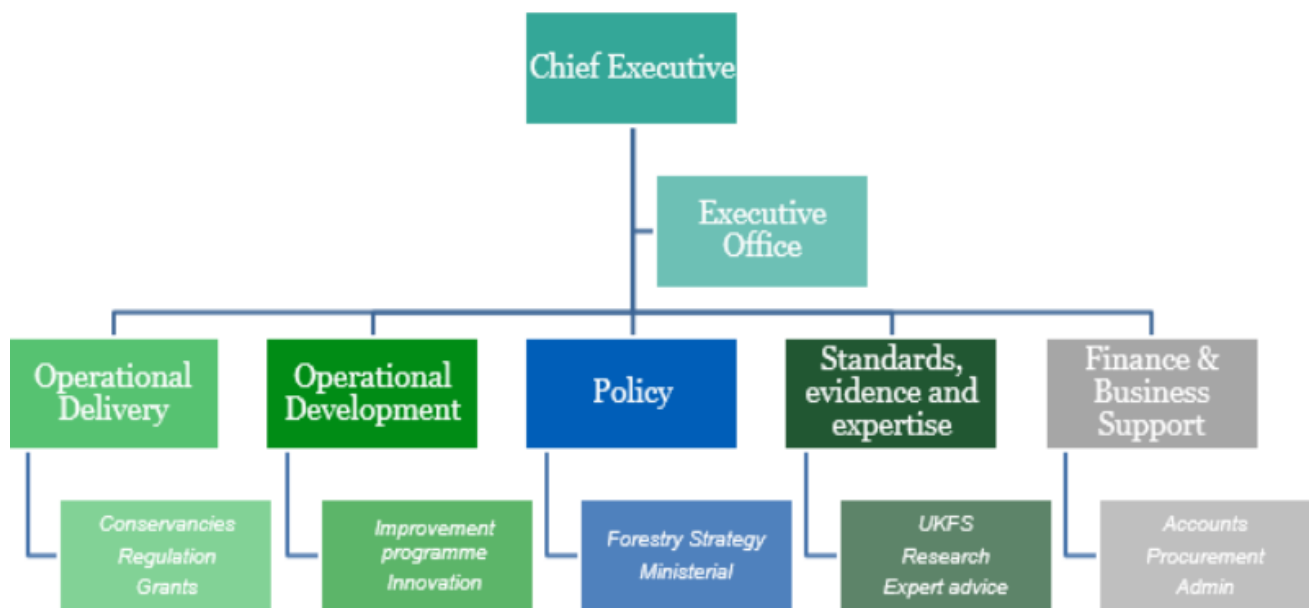 Chief Executive
Executive
Office
Operational
Delivery
Operational
Development
Policy
Standards,
evidence and
expertise
Finance &
Business
Support
Conservancies
Regulation
Grants
Improvement
programme
Innovation
Forestry Strategy
Ministerial
UKFS
Research
Expert advice
Accounts
Procurement
Admin